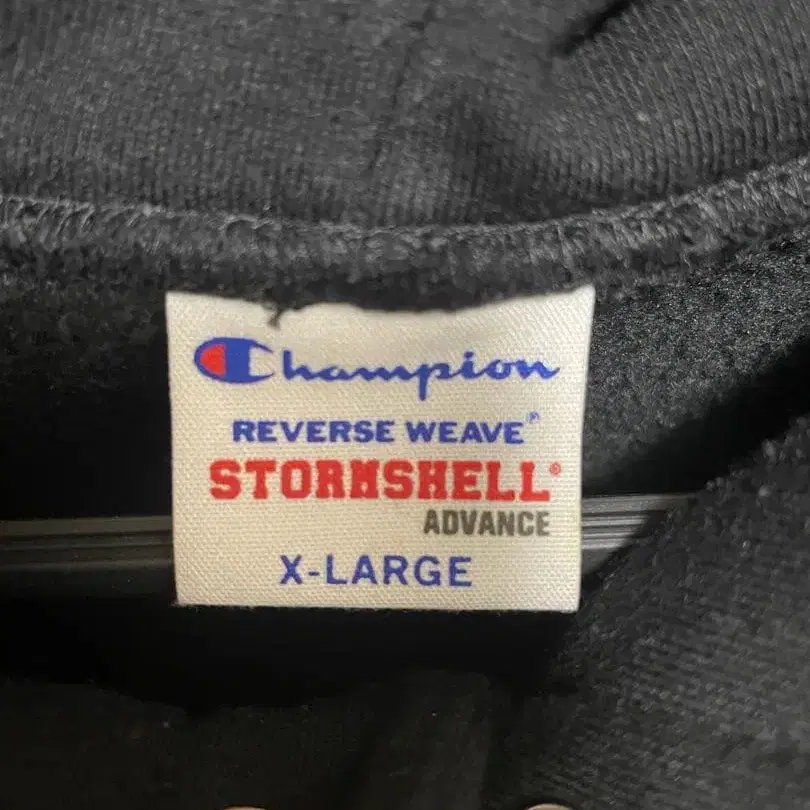 Champion
REVERSE WEAVE®
STORMSHELL®
ADVANCE
X-LARGE